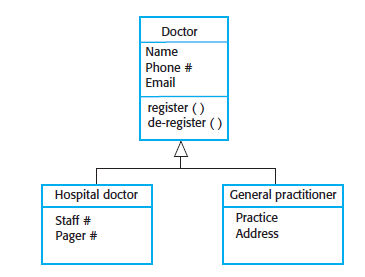 Doctor
Name
Phone #
Email
register ( )
de-register ( )
Hospital doctor
Staff #
Pager #
General practitioner
Practice
Address